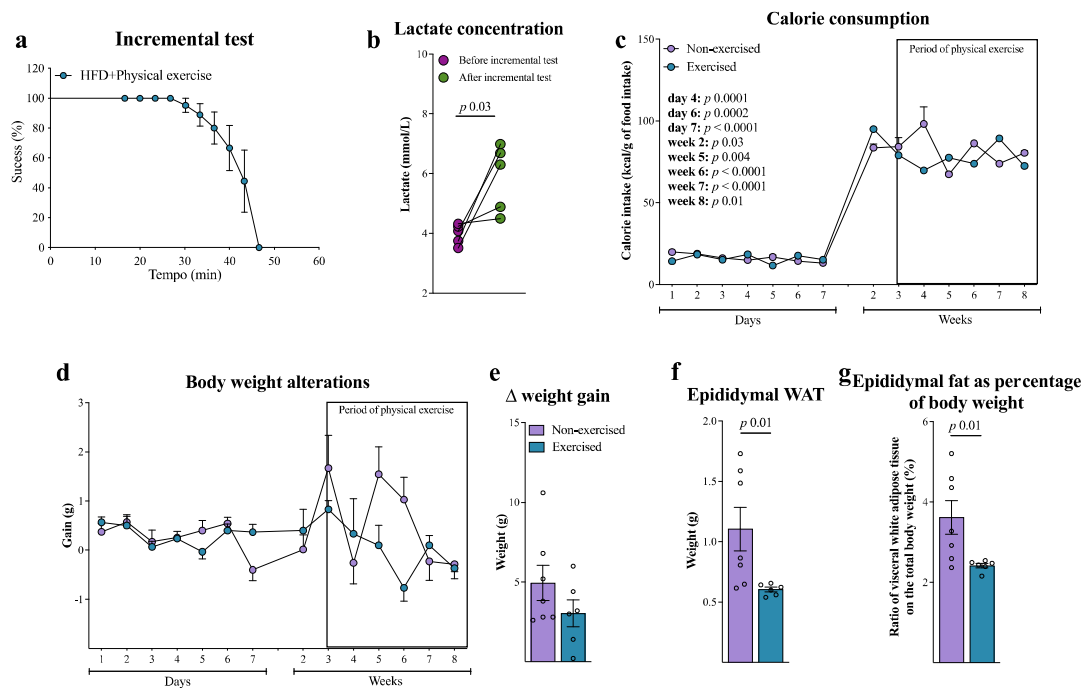 a
Incremental test
HFD+Physical exercise
120
100
80
60
40
20
0
Sucess (%)
0 10 20 30 40 50 60
Tempo (min)
b
Lactate concentration
Before incremental test
After incremental test
p 0.03
10
8
6
4
2
Lactate (mmol/L)
Calorie consumption
c
Non-exercised
Exercised
Period of physical exercise
day 4: p 0.0001
day 6: p 0.0002
day 7: p < 0.0001
week 2: p 0.03
week 5: p 0.004
week 6: p < 0.0001
week 7: p < 0.0001
week 8: p 0.01
150
100
50
0
Calorie intake (kcal/g of food intake)
1 2 3 4 5 6 7 2 3 4 5 6 7 8
Days Weeks
d
Body weight alterations
Period of physical exercise
3
2
1
0
-1
Gain (g)
1 2 3 4 5 6 7 2 3 4 5 6 7 8
Days Weeks
e
Δ weight gain
Non-exercised
Exercised
15
10
5
Weight (g)
f
Epididymal WAT
p 0.01
2.0
1.5
1.0
0.5
Weight (g)
g
Epididymal fat as percentage
of body weight
p 0.01
6
4
2
0
Ratio of visceral white adipose tissue
on the total body weight (%)